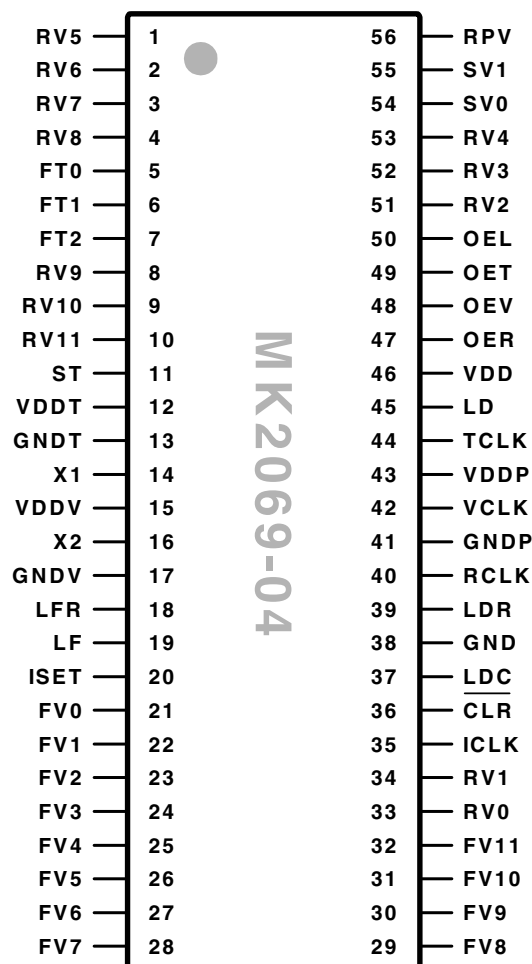 RV5 1 56 RPV
RV6 2 55 SV1
RV7 3 54 SV0
RV8 4 53 RV4
FT0 5 52 RV3
FT1 6 51 RV2
FT2 7 50 OEL
RV9 8 49 OET
RV10 9 48 OEV
RV11 10 47 OER
ST 11 46 VDD
VDDT 12 45 LD
GNDT 13 44 TCLK
X1 14 43 VDDP
VDDV 15 42 VCLK
X2 16 41 GNDP
GNDV 17 40 RCLK
LFR 18 39 LDR
LF 19 38 GND
ISET 20 37 LDC
FV0 21 36 CLR
FV1 22 35 ICLK
FV2 23 34 RV1
FV3 24 33 RV0
FV4 25 32 FV11
FV5 26 31 FV10
FV6 27 30 FV9
FV7 28 29 FV8
MK2069-04